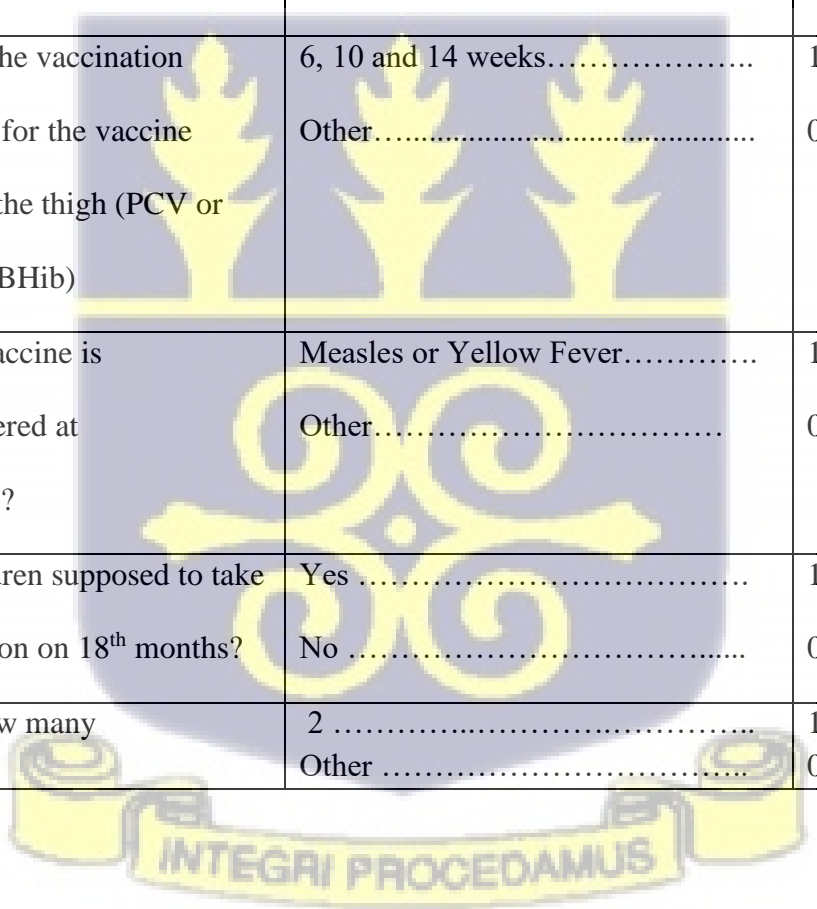 he vaccination 6, 10 and 14 weeks……………….. 1
for the vaccine Other…...................................................... 0
the thigh (PCV or
BHib)
accine is Measles or Yellow Fever…………. 1
ered at Other…………………………… 0
?
ren supposed to take Yes ………………………………. 1
on on 18th months? No ……………………………...... 0
w many 2 …………..……………..………….. 1
Other ……………………………….. 0
INTEGRI PROCEDAMUS